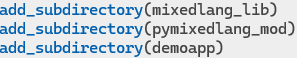 add_subdirectory(mixedlang_lib)
add_subdirectory(pymixedlang_mod)
add_subdirectory(demoapp)